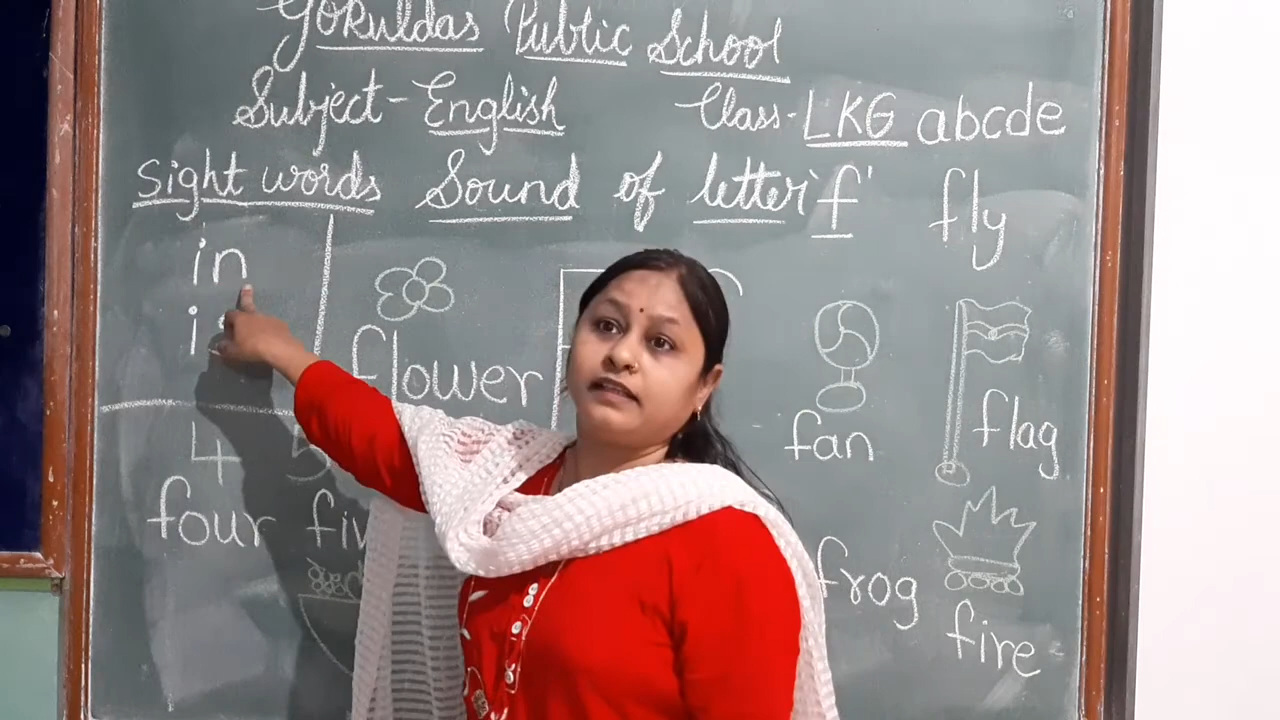 Gokuldas Public School
Subject - English Class - LKG abcde
Sight words Sound of letter 'f' fly
in
flower
fan
flag
4 5
four
frog
fire